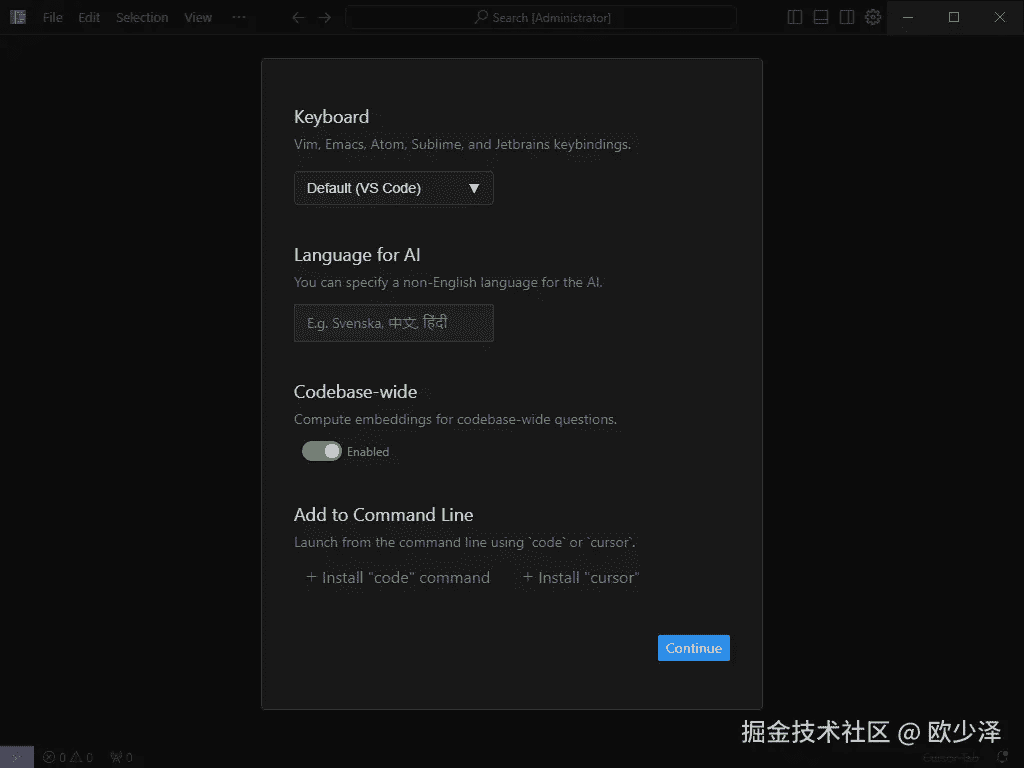 File Edit Selection View ··· Search [Administrator]
Keyboard
Vim, Emacs, Atom, Sublime, and Jetbrains keybindings.
Default (VS Code)
Language for AI
You can specify a non-English language for the AI.
E.g. Svenska, 中文, हिंदी
Codebase-wide
Compute embeddings for codebase-wide questions.
Enabled
Add to Command Line
Launch from the command line using `code` or `cursor`.
+ Install "code" command + Install "cursor"
Continue
掘金技术社区 @ 欧少泽
0 0 0 Cursor Tab